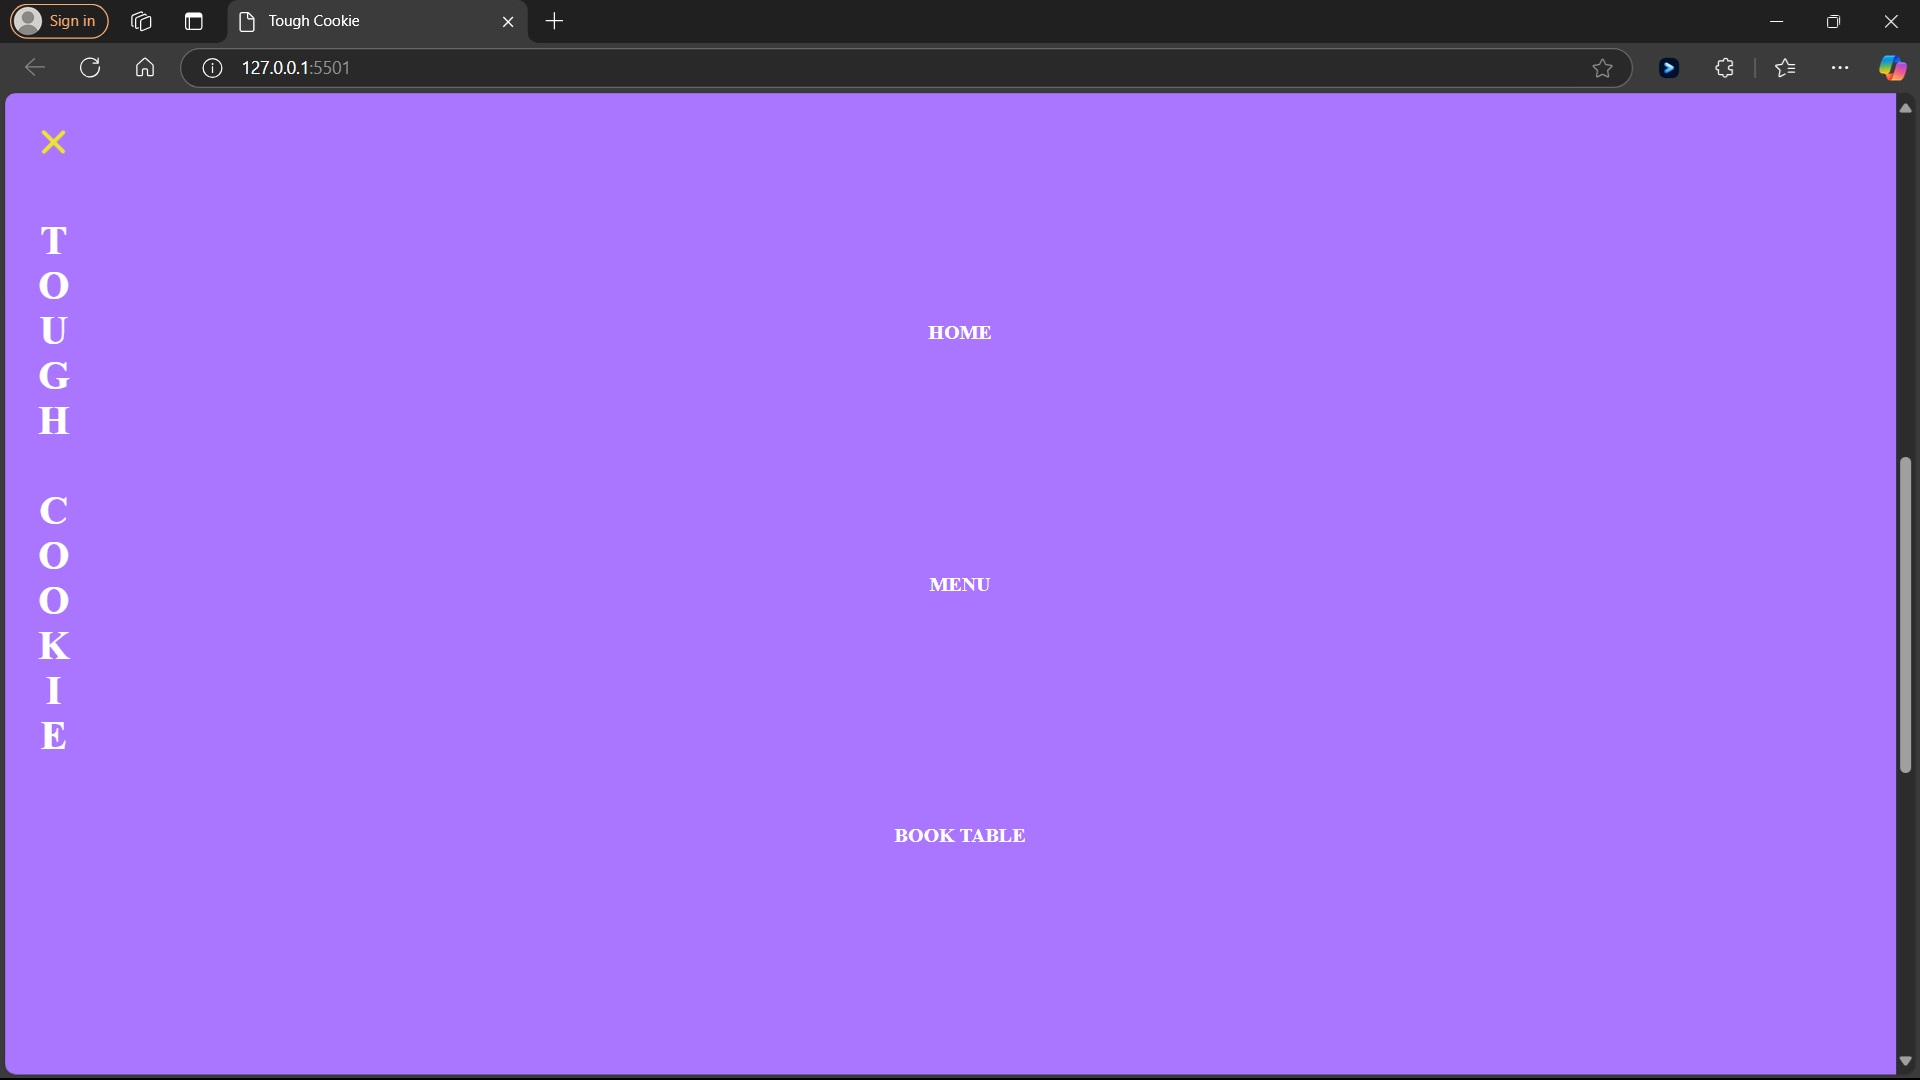 Sign in
Tough Cookie
127.0.0.1:5501
T
O
U
G
H
C
O
O
K
I
E
HOME
MENU
BOOK TABLE